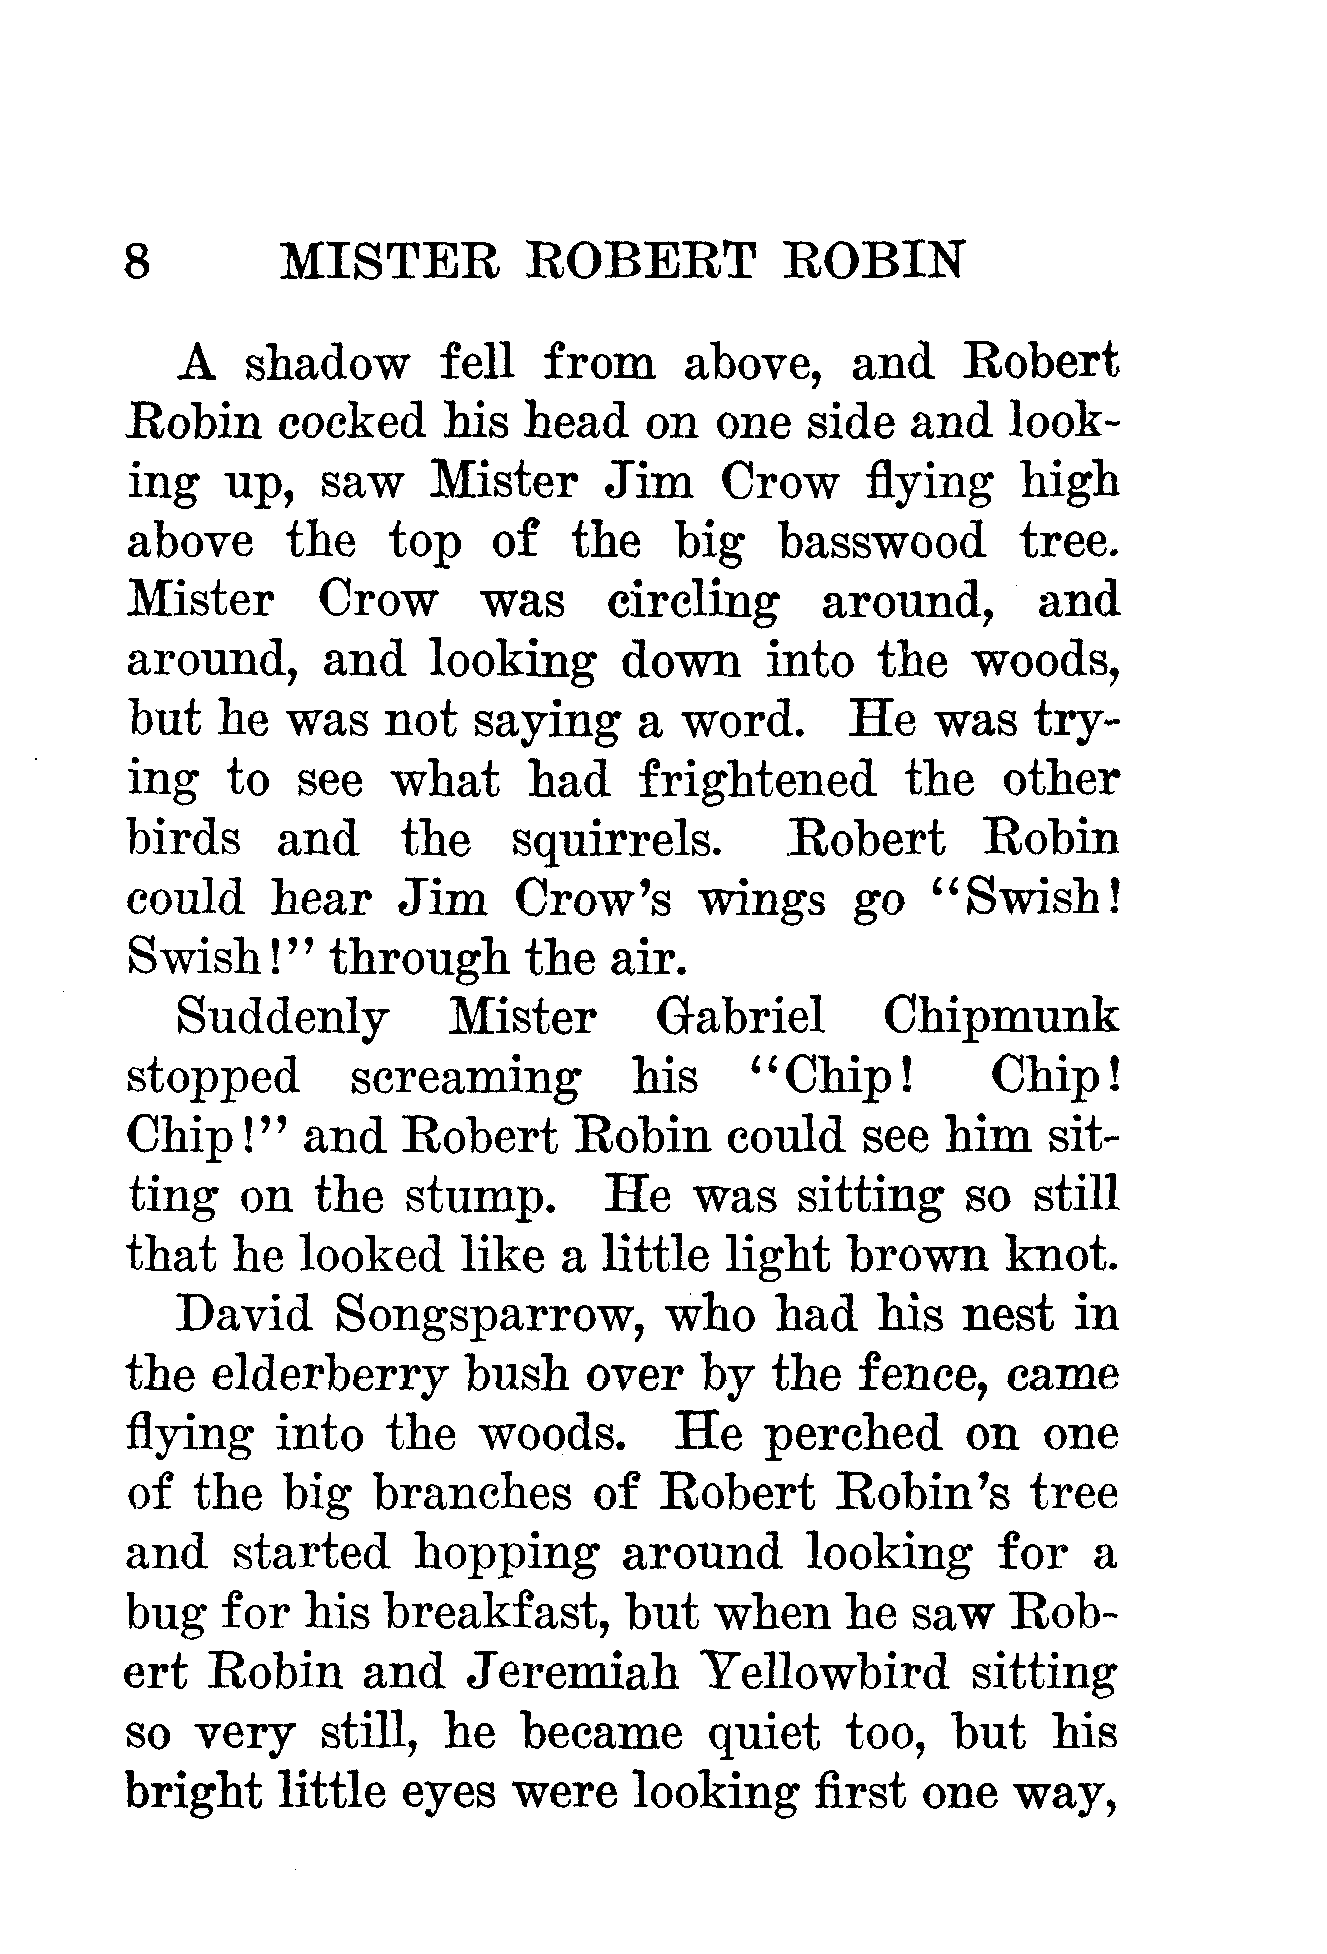 8 MISTER ROBERT ROBIN
A shadow fell from above, and Robert
Robin cocked his head on one side and look-
ing up, saw Mister Jim Crow flying high
above the top of the big basswood tree.
Mister Crow was circling around, and
around, and looking down into the woods,
but he was not saying a word. He was try-
ing to see what had frightened the other
birds and the squirrels. Robert Robin
could hear Jim Crow's wings go "Swish!
Swish!" through the air.
Suddenly Mister Gabriel Chipmunk
stopped screaming his "Chip! Chip!
Chip!" and Robert Robin could see him sit-
ting on the stump. He was sitting so still
that he looked like a little light brown knot.
David Songsparrow, who had his nest in
the elderberry bush over by the fence, came
flying into the woods. He perched on one
of the big branches of Robert Robin's tree
and started hopping around looking for a
bug for his breakfast, but when he saw Rob-
ert Robin and Jeremiah Yellowbird sitting
so very still, he became quiet too, but his
bright little eyes were looking first one way,